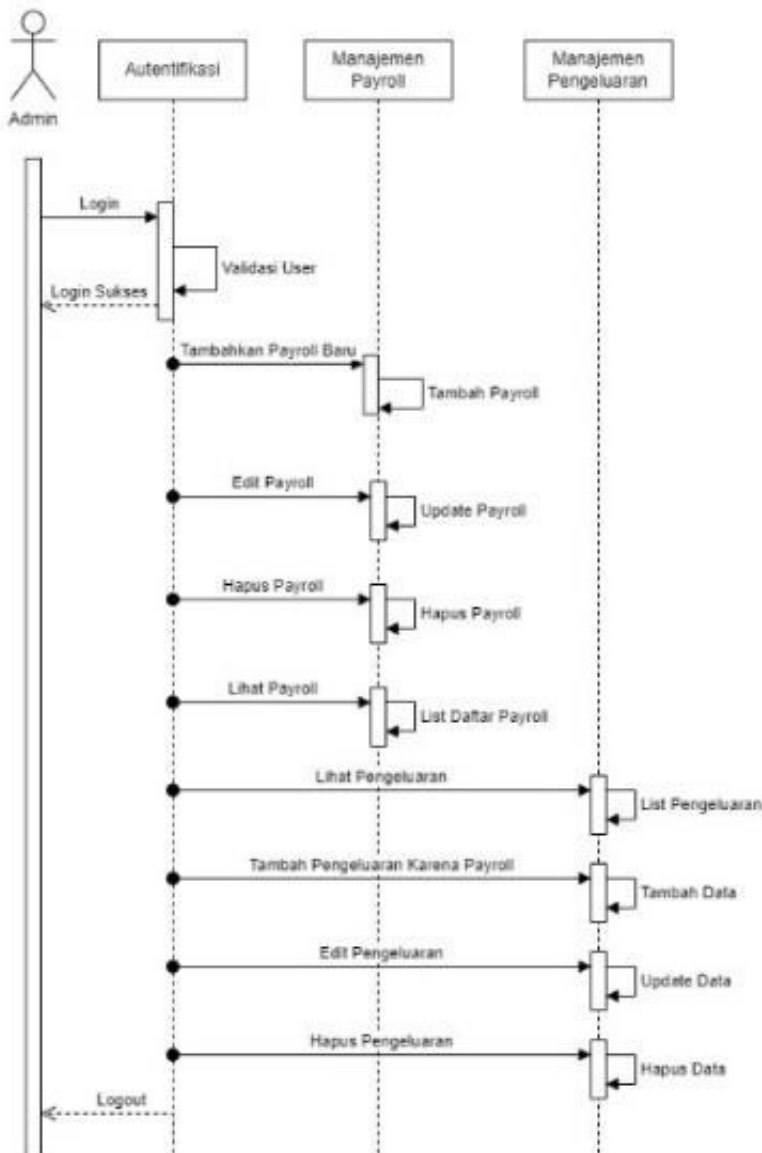 Admin
Autentifikasi
Manajemen
Payroll
Manajemen
Pengeluaran
Login
Validasi User
Login Sukses
Tambahkan Payroll Baru
Tambah Payroll
Edit Payroll
Update Payroll
Hapus Payroll
Hapus Payroll
Lihat Payroll
List Daftar Payroll
Lihat Pengeluaran
List Pengeluaran
Tambah Pengeluaran Karena Payroll
Tambah Data
Edit Pengeluaran
Update Data
Hapus Pengeluaran
Hapus Data
Logout